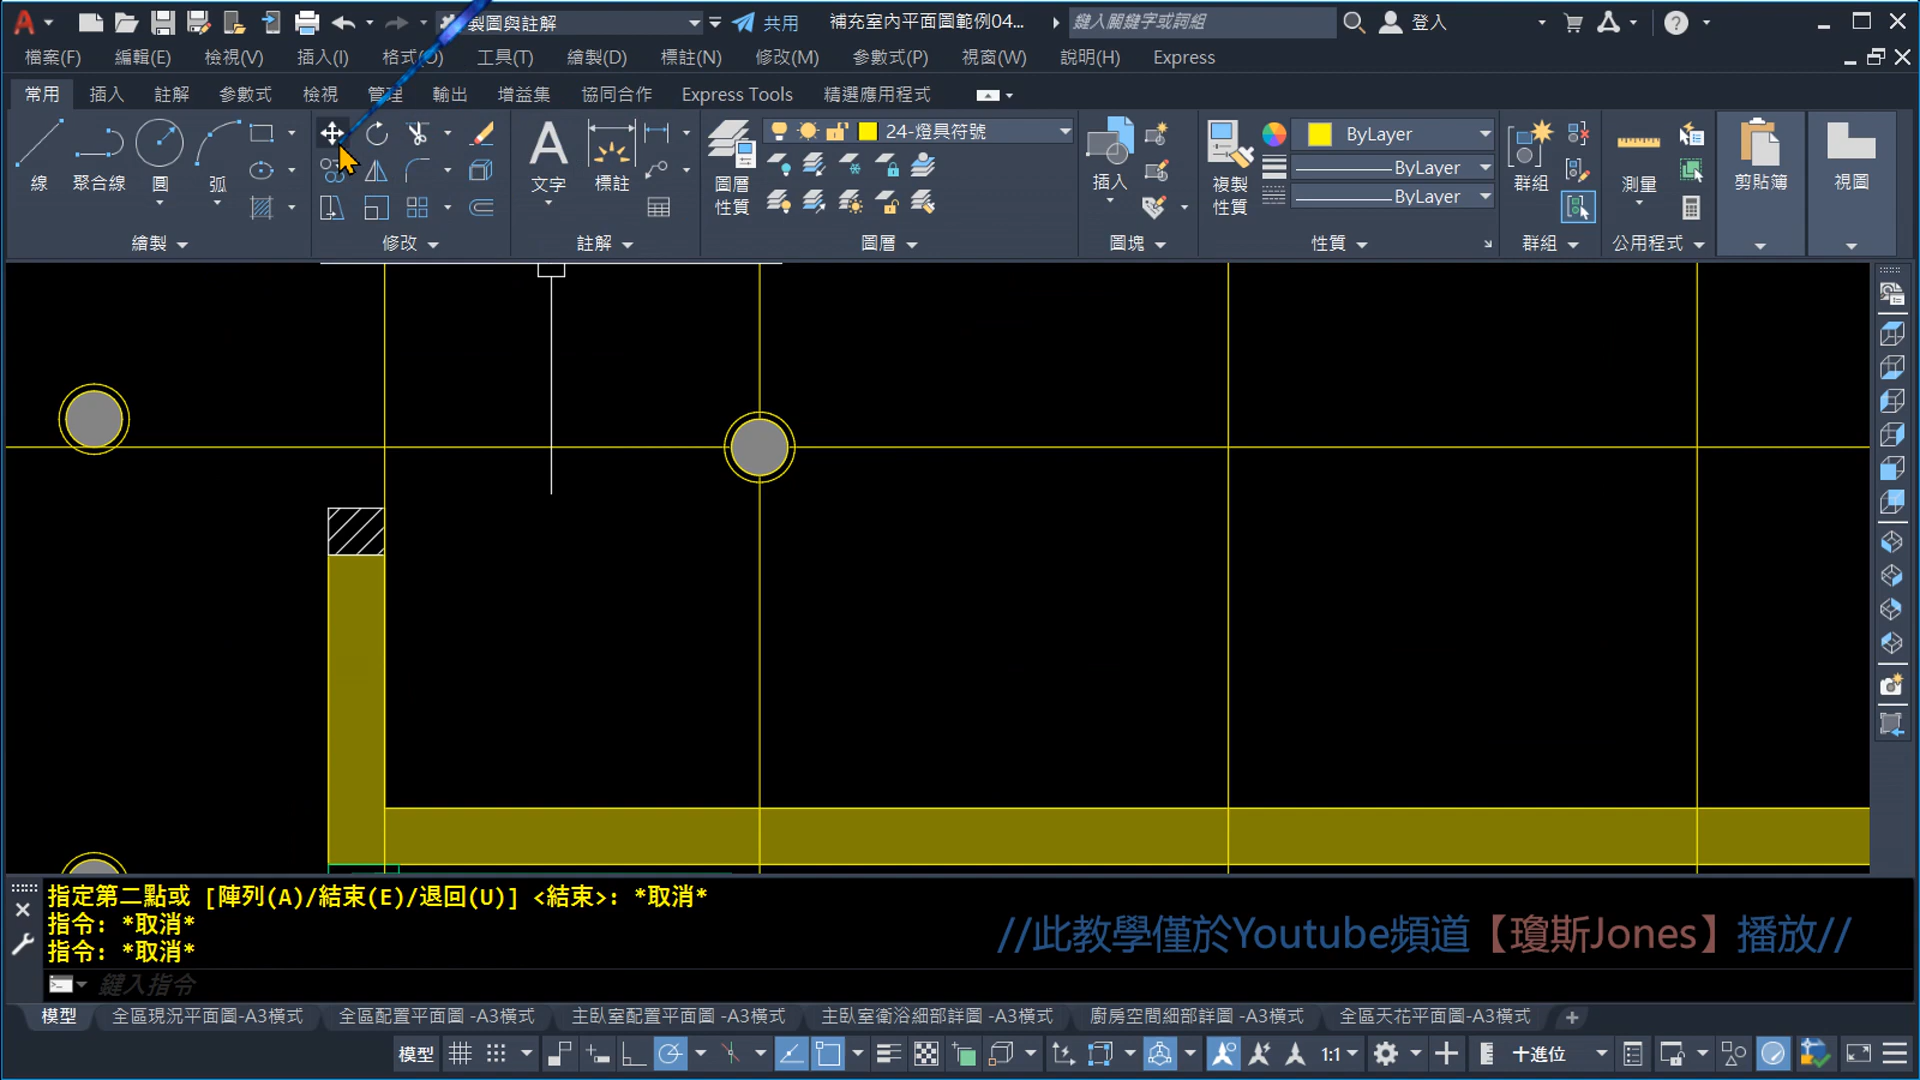 製圖與註解
共用
補充室內平面圖範例04...
鍵入關鍵字或詞組
登入
檔案(F) 編輯(E) 檢視(V) 插入(I) 格式(O) 工具(T) 繪製(D) 標註(N) 修改(M) 參數式(P) 視窗(W) 說明(H) Express
常用 插入 註解 參數式 檢視 管理 輸出 增益集 協同合作 Express Tools 精選應用程式
24-燈具符號
ByLayer
ByLayer
ByLayer
線 聚合線 圓 弧
文字 標註
圖層
性質
插入
複製
性質
群組 測量 剪貼簿 視圖
繪製 修改 註解 圖層 圖塊 性質 群組 公用程式
指定第二點或 [陣列(A)/結束(E)/退回(U)] <結束>: *取消*
指令: *取消*
指令: *取消*
鍵入指令
//此教學僅於Youtube頻道【瓊斯Jones】播放//
模型 全區現況平面圖-A3橫式 全區配置平面圖 -A3橫式 主臥室配置平面圖 -A3橫式 主臥室衛浴細部詳圖 -A3橫式 廚房空間細部詳圖 -A3橫式 全區天花平面圖-A3橫式
模型 1:1 十進位